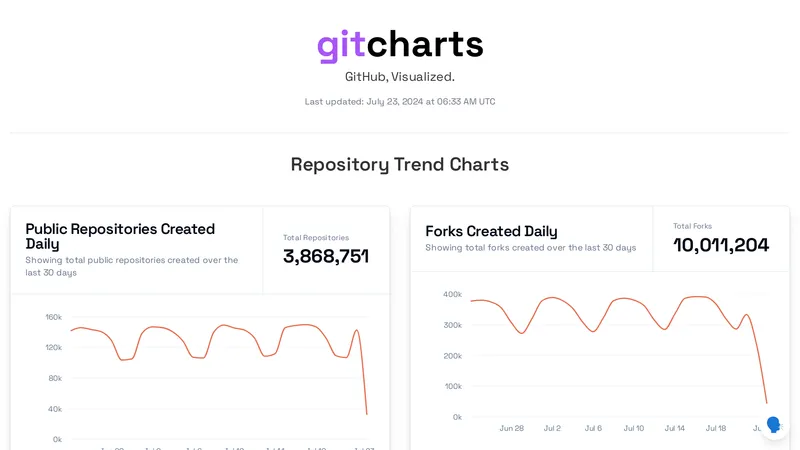 gitcharts
GitHub, Visualized.
Last updated: July 23, 2024 at 06:33 AM UTC
Repository Trend Charts
Public Repositories Created
Daily
Showing total public repositories created over the
last 30 days
Total Repositories
3,868,751
160k
120k
80k
40k
0k
Forks Created Daily
Showing total forks created over the last 30 days
Total Forks
10,011,204
400k
300k
200k
100k
0k
Jun 28
Jul 2
Jul 6
Jul 10
Jul 14
Jul 18